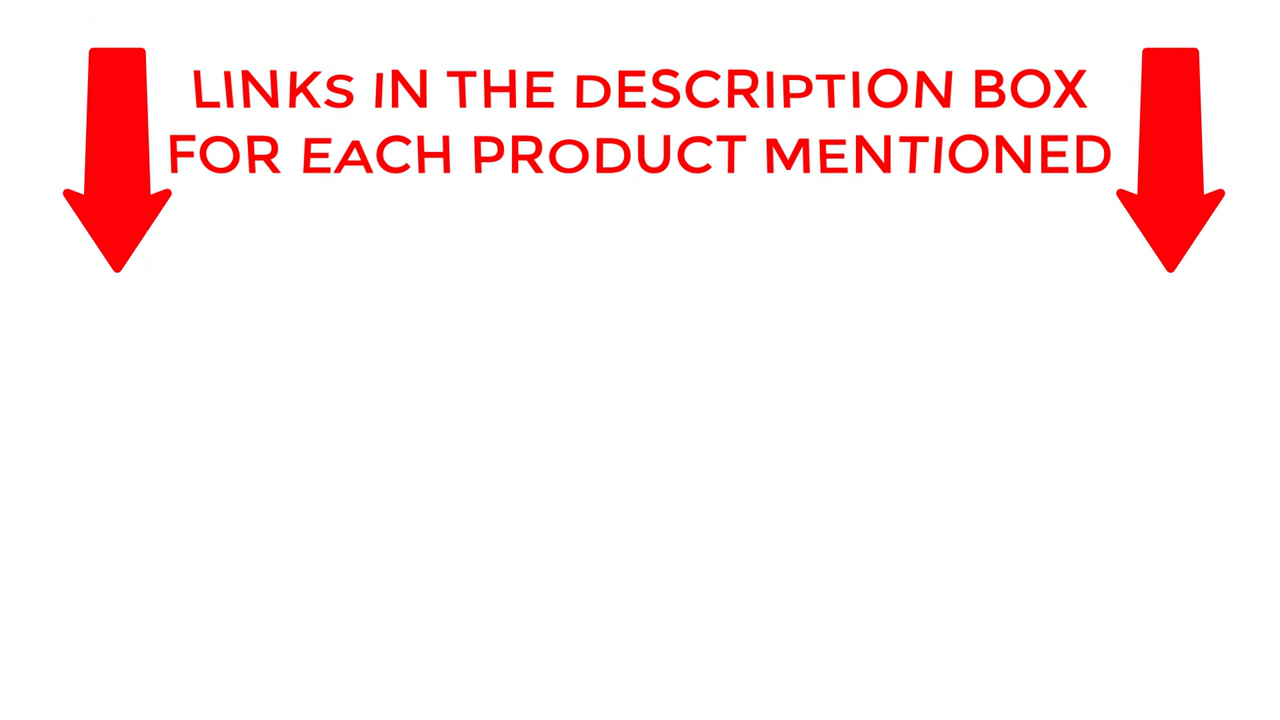 LINKS IN THE DESCRIPTION BOX
FOR EACH PRODUCT MENTIONED